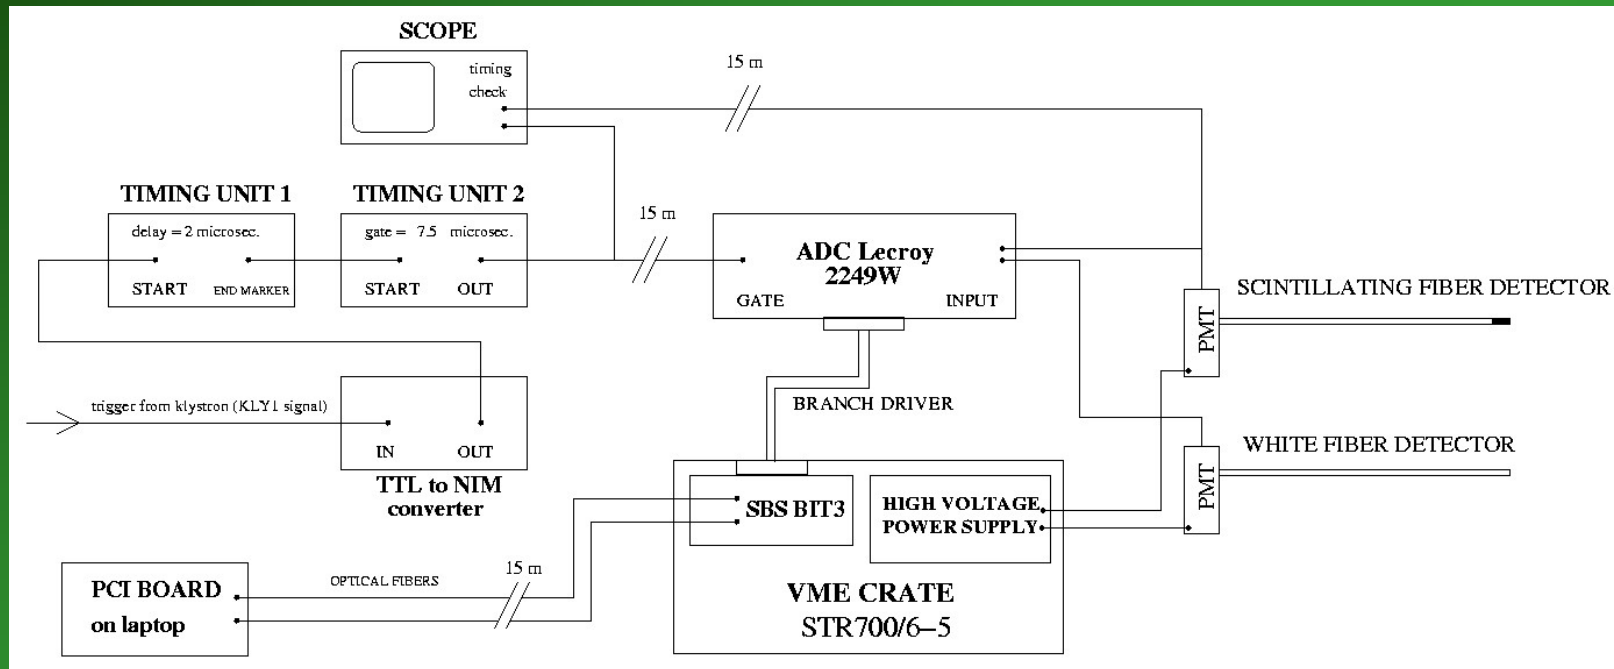 SCOPE
timing
check
15 m
TIMING UNIT 1
delay = 2 microsec.
START
END MARKER
TIMING UNIT 2
gate = 7.5 microsec.
START
OUT
15 m
ADC Lecroy
2249W
GATE
INPUT
PMT
SCINTILLATING FIBER DETECTOR
trigger from klystron (KLY1 signal)
IN
OUT
TTL to NIM
converter
BRANCH DRIVER
PMT
WHITE FIBER DETECTOR
SBS BIT3
HIGH VOLTAGE
POWER SUPPLY
VME CRATE
STR700/6–5
PCI BOARD
on laptop
OPTICAL FIBERS
15 m